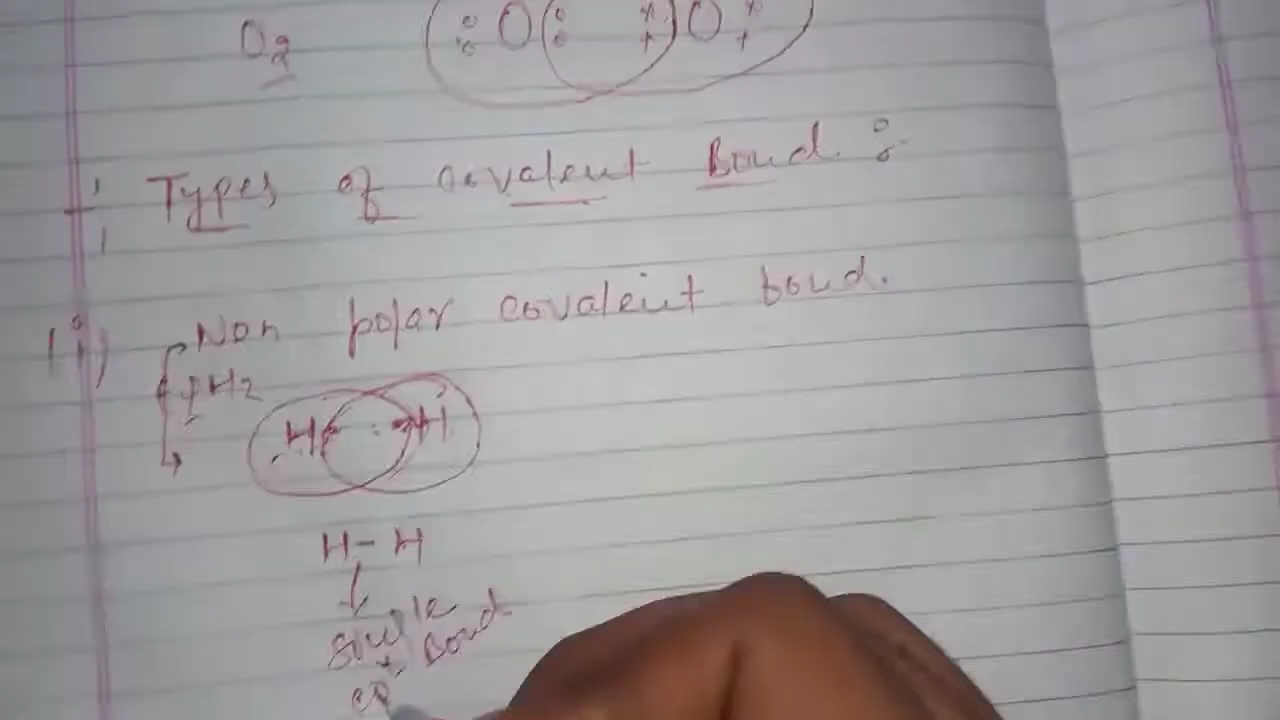 O2 O O
Types of covalent Bond :
(i) Non polar covalent bond.
H2
H H
H - H
single
Bond